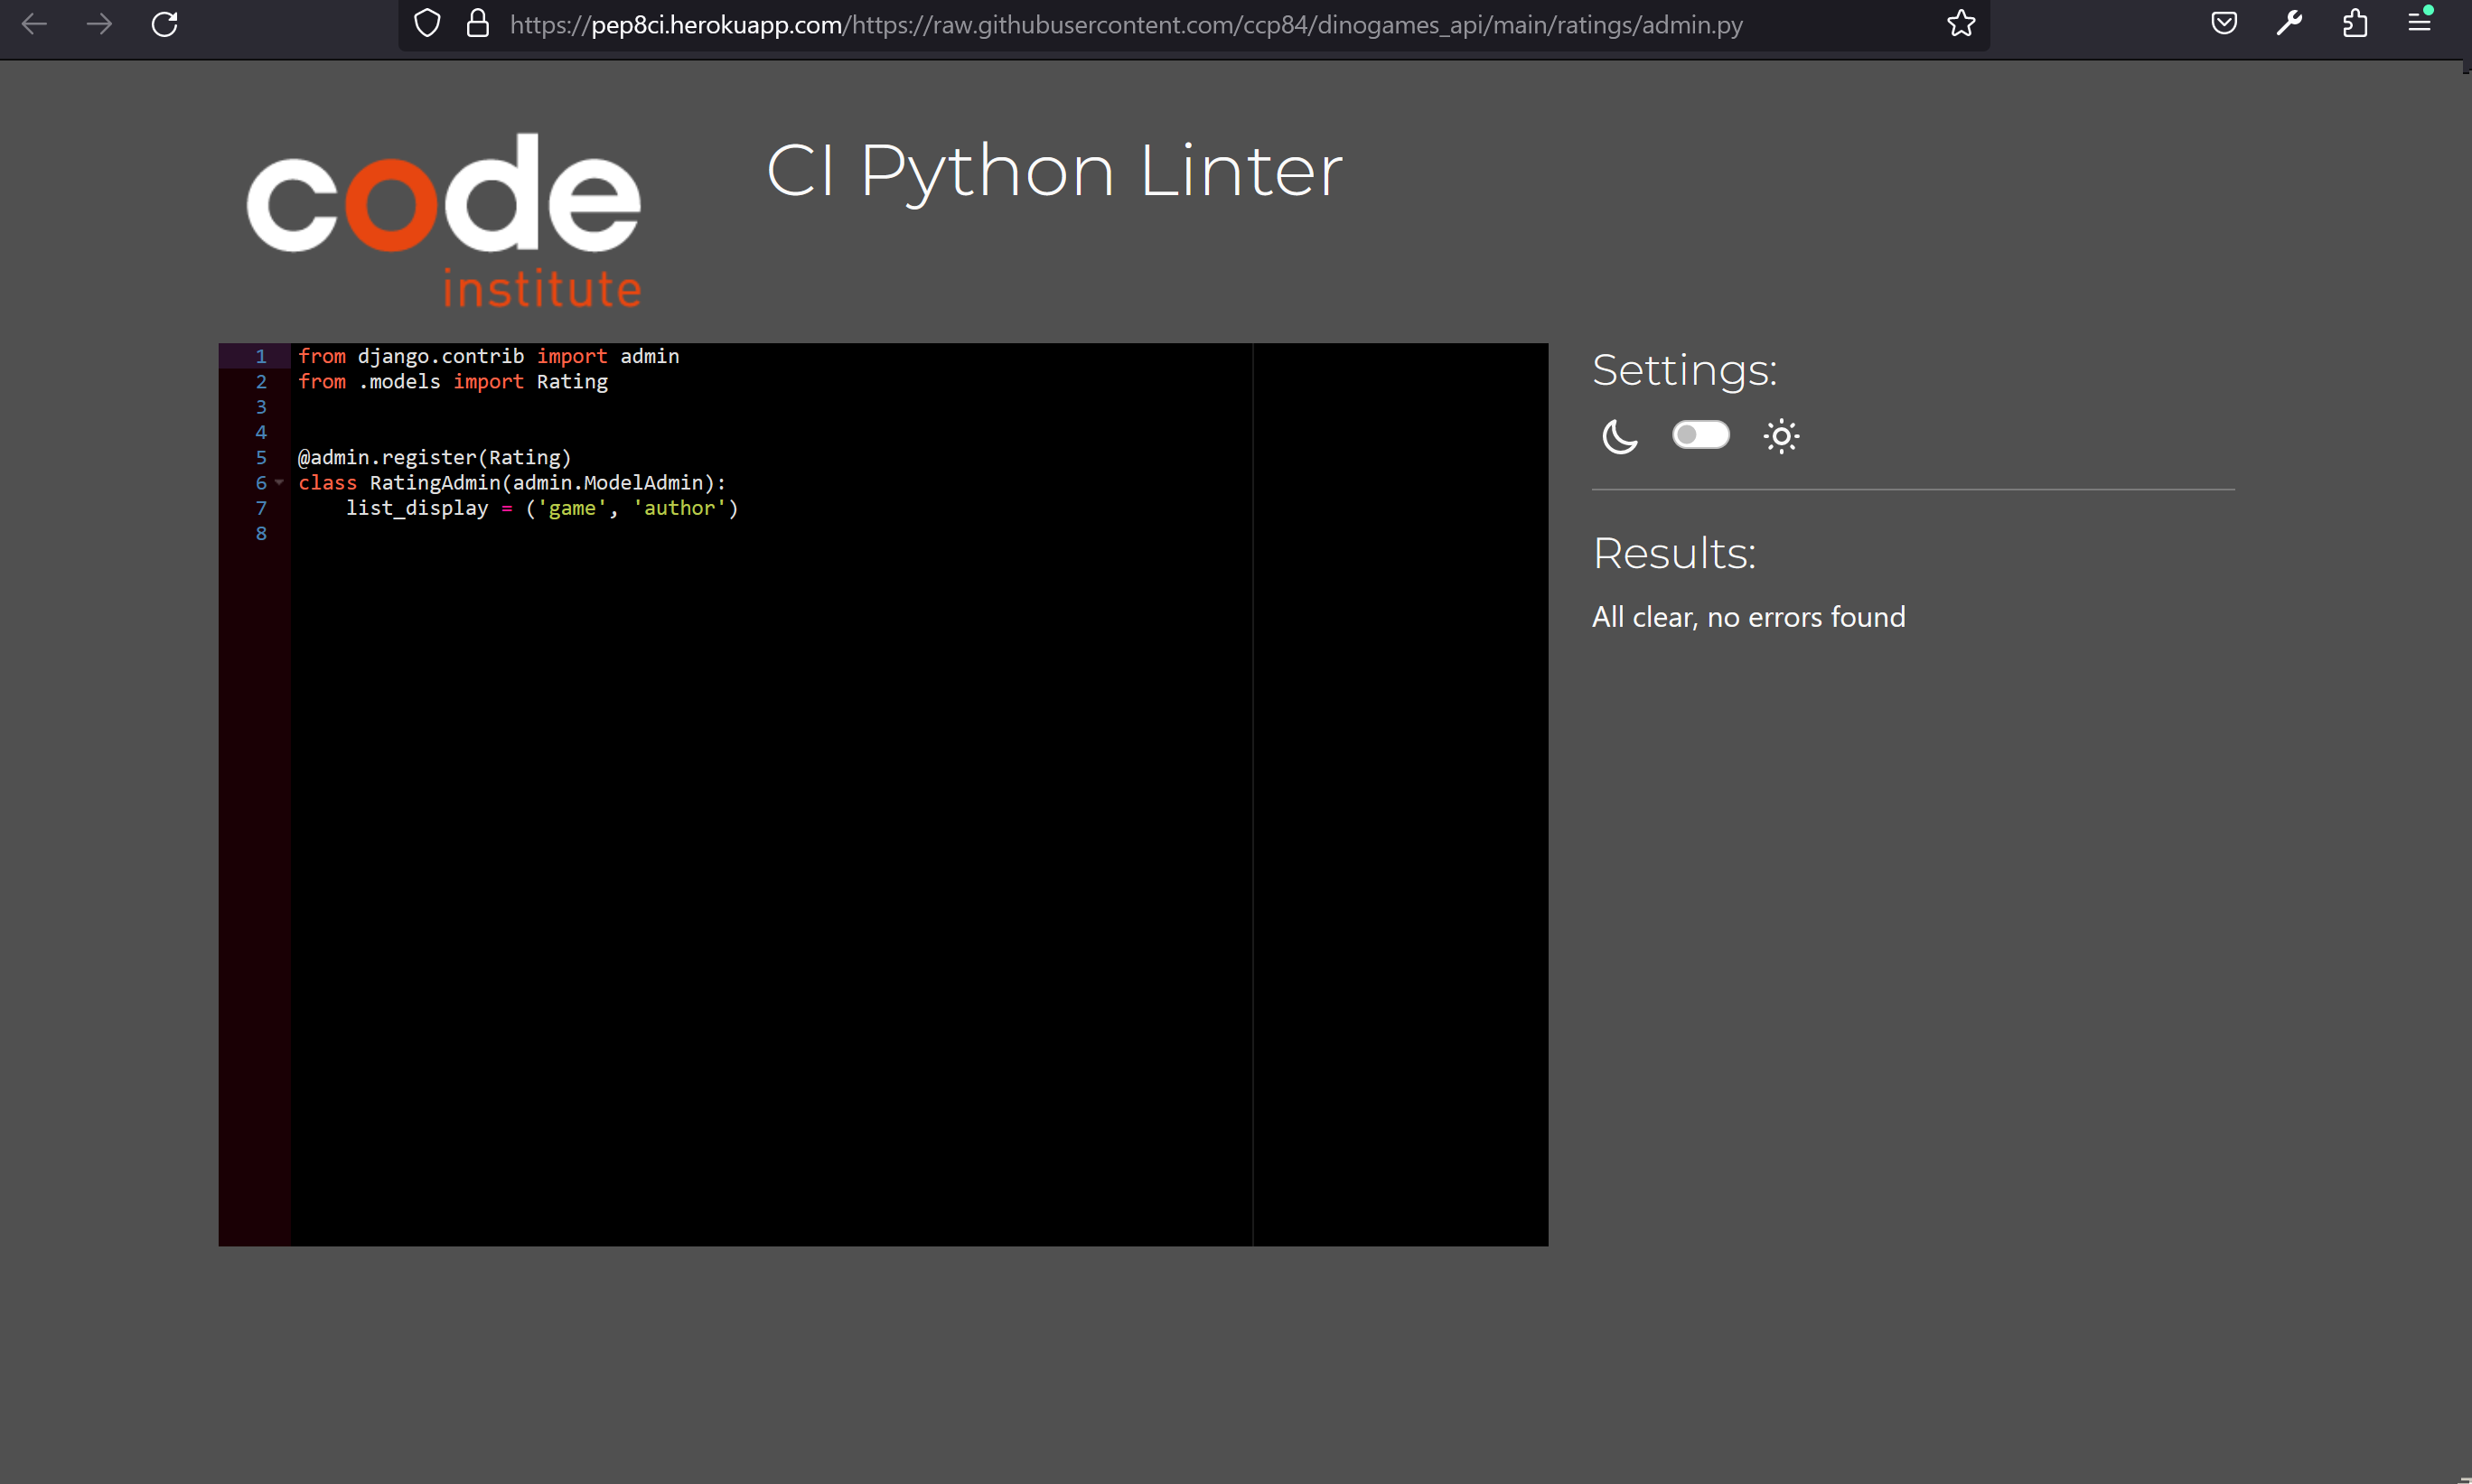 https://pep8ci.herokuapp.com/https://raw.githubusercontent.com/ccp84/dinogames_api/main/ratings/admin.py
code
institute
CI Python Linter
1 from django.contrib import admin
2 from .models import Rating
3
4
5 @admin.register(Rating)
6 class RatingAdmin(admin.ModelAdmin):
7     list_display = ('game', 'author')
8
Settings:
Results:
All clear, no errors found